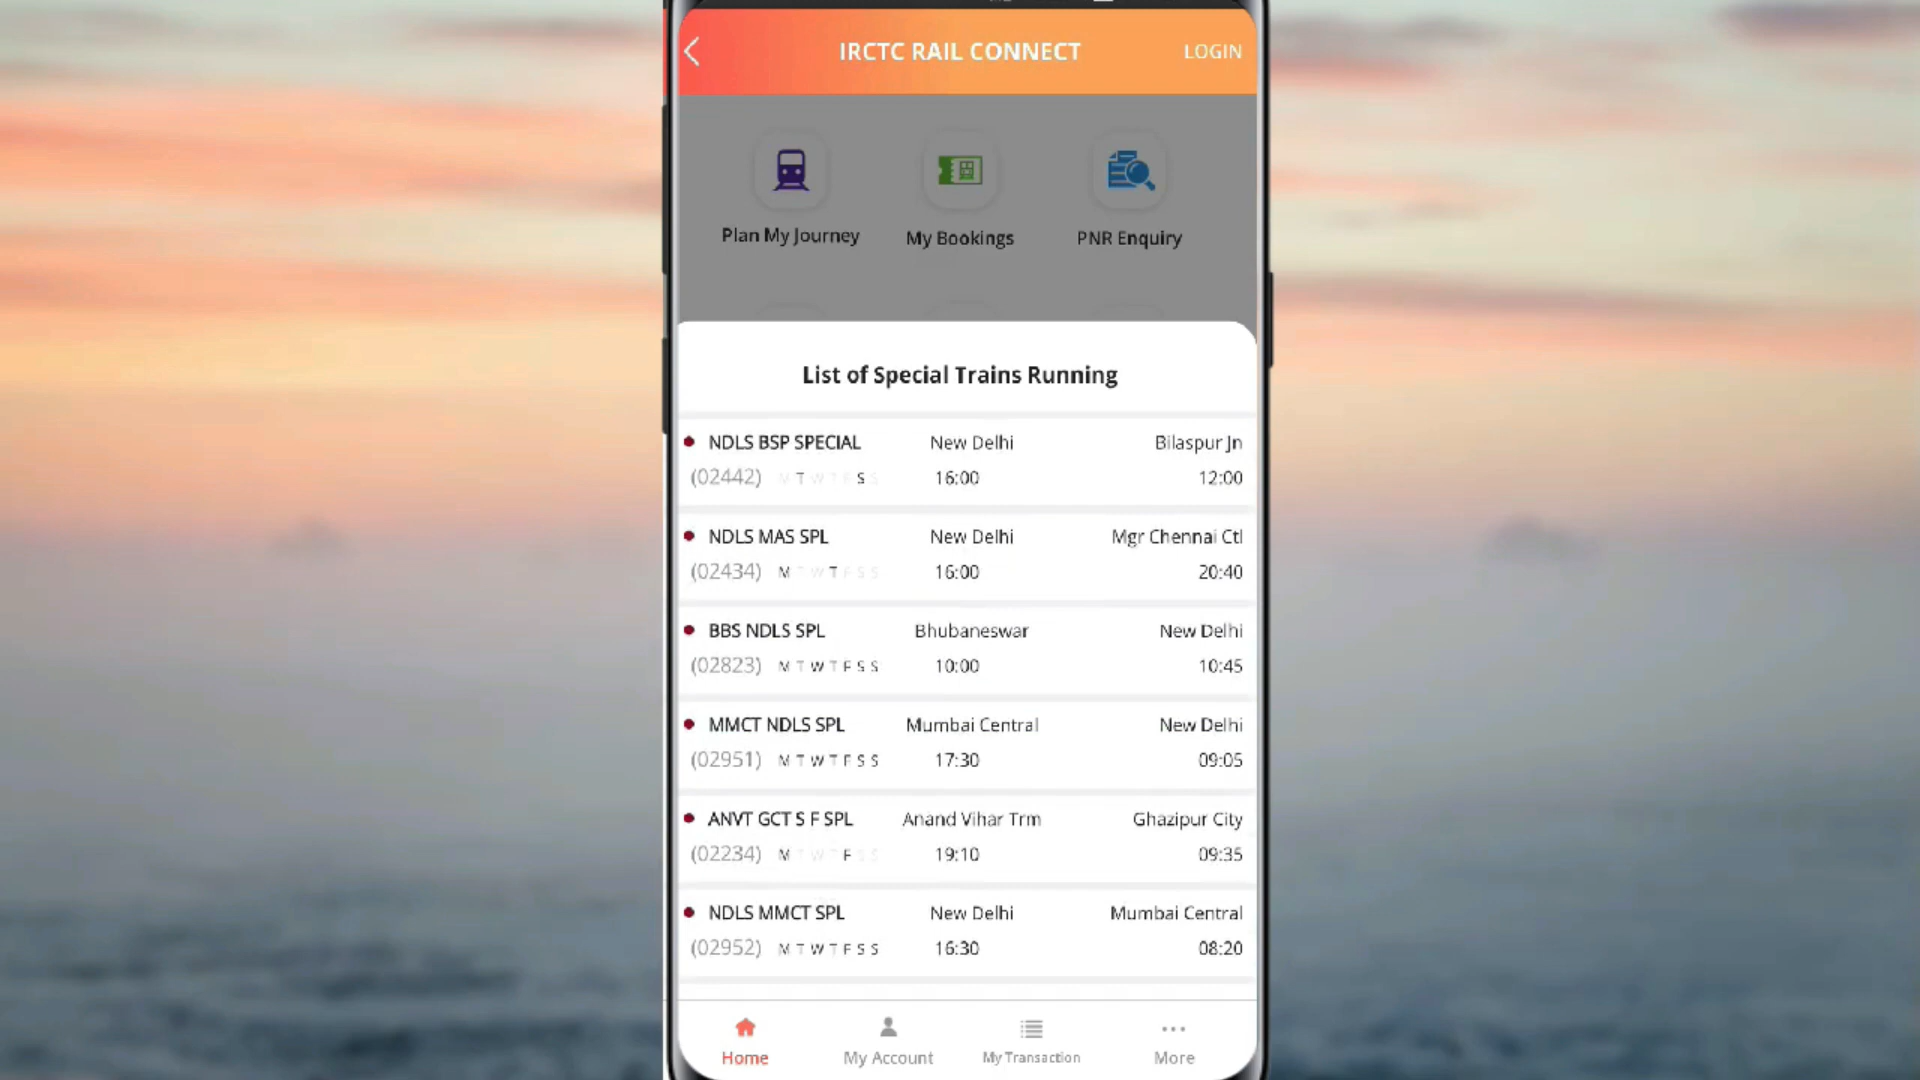 IRCTC RAIL CONNECT LOGIN
Plan My Journey My Bookings PNR Enquiry
List of Special Trains Running
NDLS BSP SPECIAL New Delhi Bilaspur Jn
(02442) M T W T F S S 16:00 12:00
NDLS MAS SPL New Delhi Mgr Chennai Ctl
(02434) M T W T F S S 16:00 20:40
BBS NDLS SPL Bhubaneswar New Delhi
(02823) M T W T F S S 10:00 10:45
MMCT NDLS SPL Mumbai Central New Delhi
(02951) M T W T F S S 17:30 09:05
ANVT GCT S F SPL Anand Vihar Trm Ghazipur City
(02234) M T W T F S S 19:10 09:35
NDLS MMCT SPL New Delhi Mumbai Central
(02952) M T W T F S S 16:30 08:20
Home My Account My Transaction More